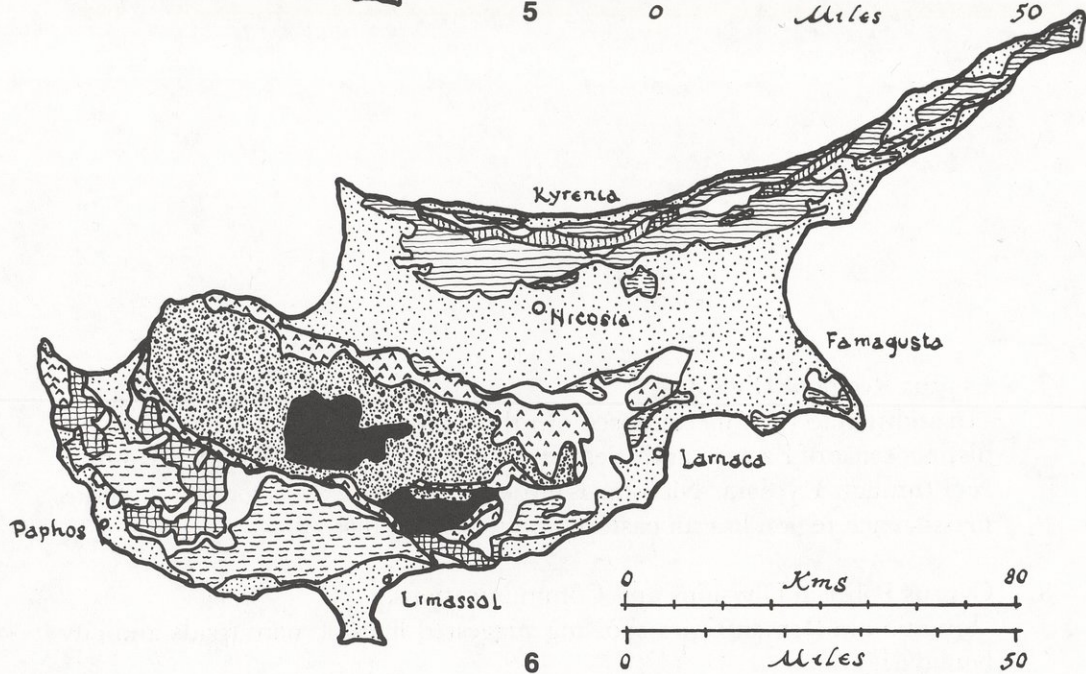 5 0 Miles 50
Kyrenia
Nicosia
Famagusta
Larnaca
Paphos
Limassol
0 Kms 80
0 Miles 50
6